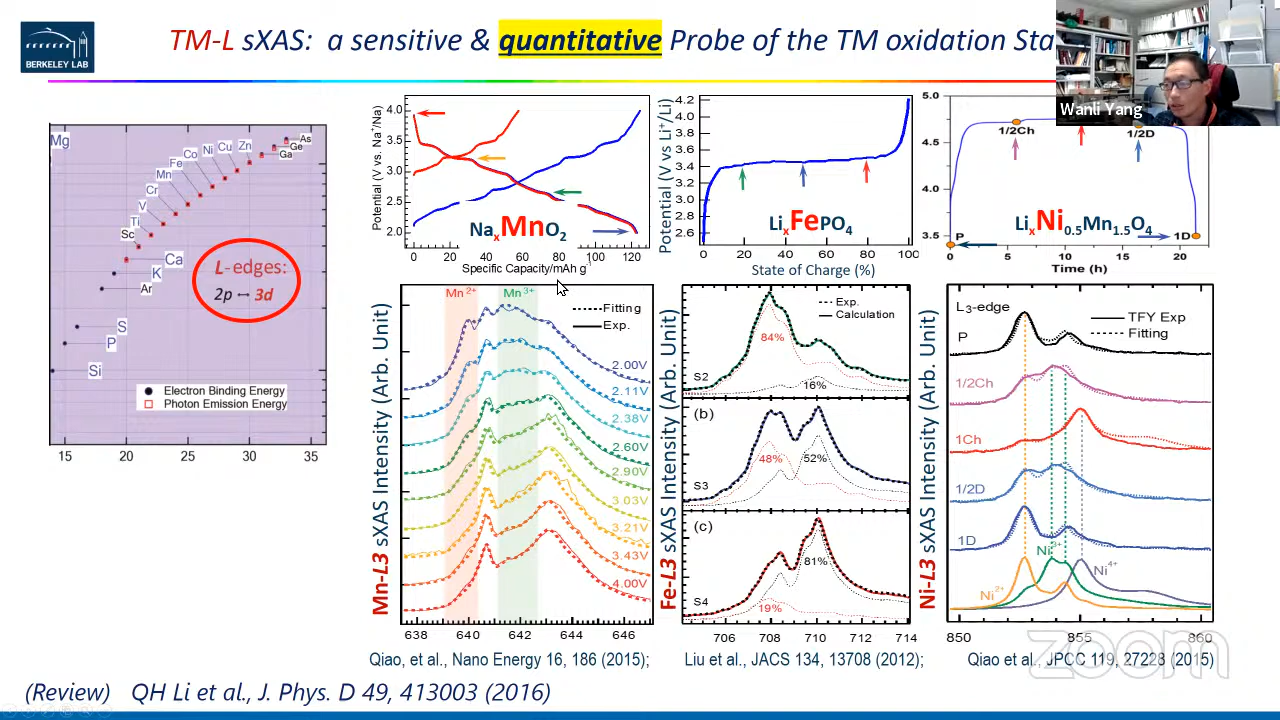 BERKELEY LAB
TM-L sXAS: a sensitive & quantitative Probe of the TM oxidation Sta
Wanli Yang
Mg
Si
P
S
Ar
K
Ca
Sc
Ti
V
Cr
Mn
Fe
Co
Ni
Cu
Zn
Ga
Ge
As
L-edges:
2p ↔ 3d
Electron Binding Energy
Photon Emission Energy
15 20 25 30 35
Potential (V vs. Na+/Na)
4.0
3.5
3.0
2.5
2.0
NaxMnO2
0 20 40 60 80 100 120
Specific Capacity/mAh g-1
Potential (V vs Li+/Li)
4.2
4.0
3.8
3.6
3.4
3.2
3.0
2.8
2.6
LixFePO4
0 20 40 60 80 100
State of Charge (%)
5.0
4.5
4.0
3.5
1/2Ch
1/2D
P
1D
LixNi0.5Mn1.5O4
0 5 10 15 20
Time (h)
Mn-L3 sXAS Intensity (Arb. Unit)
Mn2+ Mn3+
Fitting
Exp.
2.00V
2.11V
2.38V
2.60V
2.90V
3.03V
3.21V
3.43V
4.00V
638 640 642 644 646
Fe-L3 sXAS Intensity (Arb. Unit)
Exp.
Calculation
84%
S2
16%
(b)
48%
52%
S3
(c)
81%
S4
19%
706 708 710 712 714
Ni-L3 sXAS Intensity (Arb. Unit)
L3-edge
TFY Exp
Fitting
P
1/2Ch
1Ch
1/2D
1D
Ni3+
Ni4+
Ni2+
850 855 860
zoom
Qiao, et al., Nano Energy 16, 186 (2015);
Liu et al., JACS 134, 13708 (2012);
Qiao et al., JPCC 119, 27228 (2015)
(Review) QH Li et al., J. Phys. D 49, 413003 (2016)